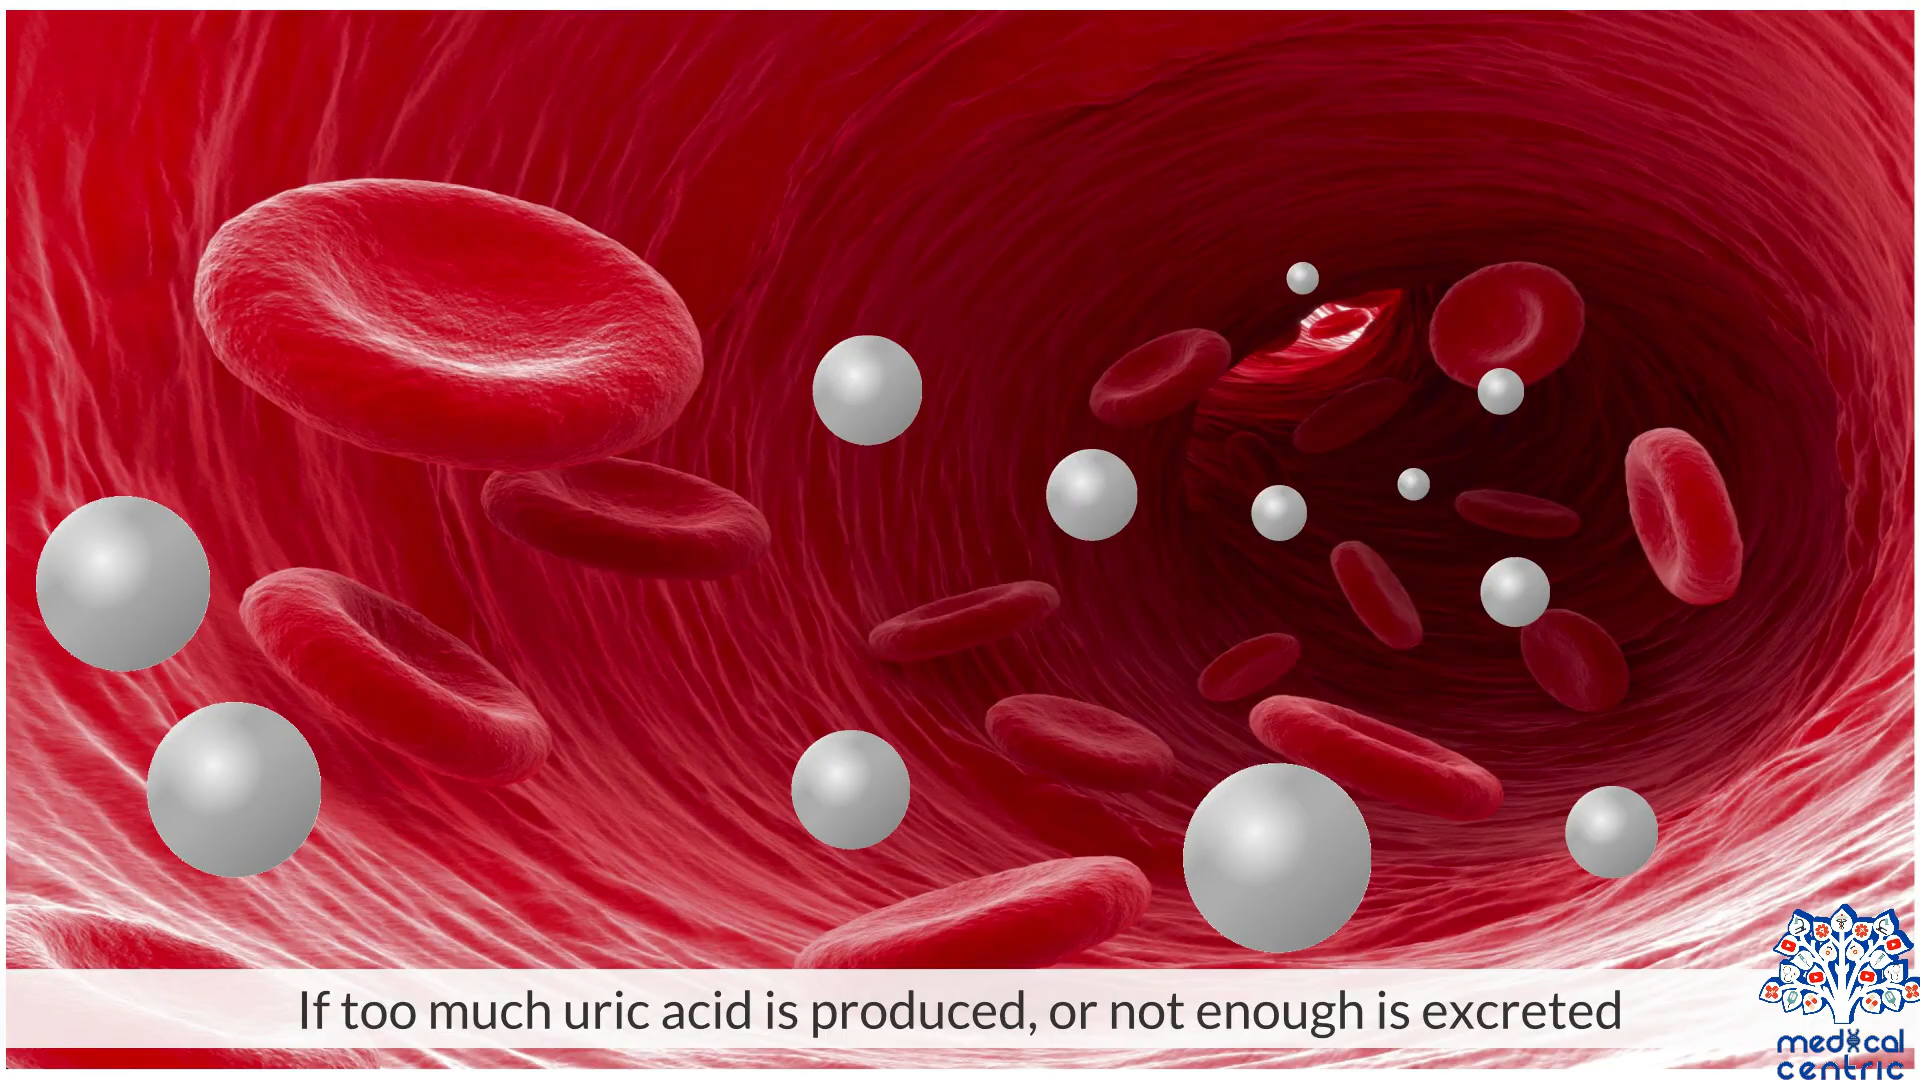 If too much uric acid is produced, or not enough is excreted
medical
centric